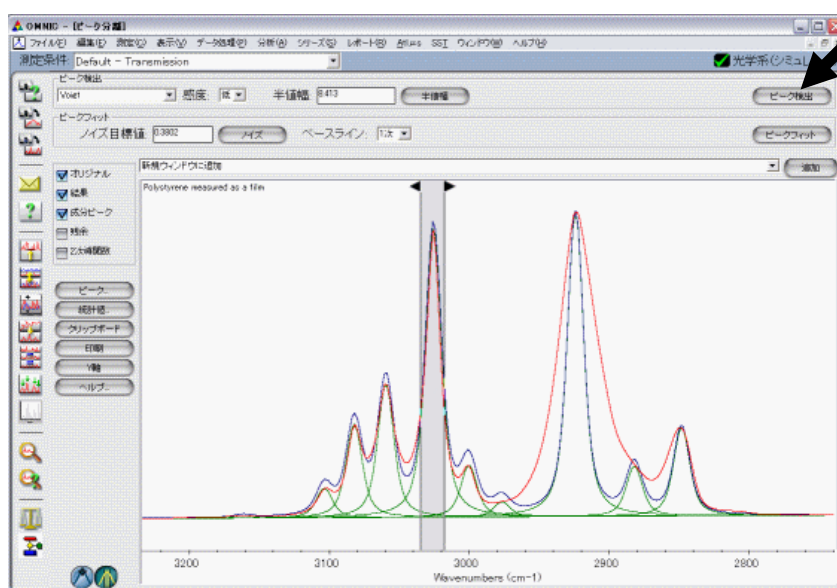 OMNIC - [ピーク分離]
ファイル(F) 編集(E) 測定(C) 表示(V) データ処理(P) 分析(A) シリーズ(S) レポート(R) Atlus SST ウィンドウ(W) ヘルプ(H)
測定条件 Default - Transmission 光学系(シミュレ
ピーク検出
Voigt 感度: 低 半値幅: 8.413 半値幅 ピーク検出
ピークフィット
ノイズ目標値: 0.3802 ノイズ ベースライン: 1次 ピークフィット
新規ウィンドウに追加 追加
オリジナル
結果
成分ピーク
残余
Polystyrene measured as a film
ピーク...
統計値...
クリップボード
印刷
Y軸
ヘルプ...
3200 3100 3000 2900 2800
Wavenumbers (cm-1)